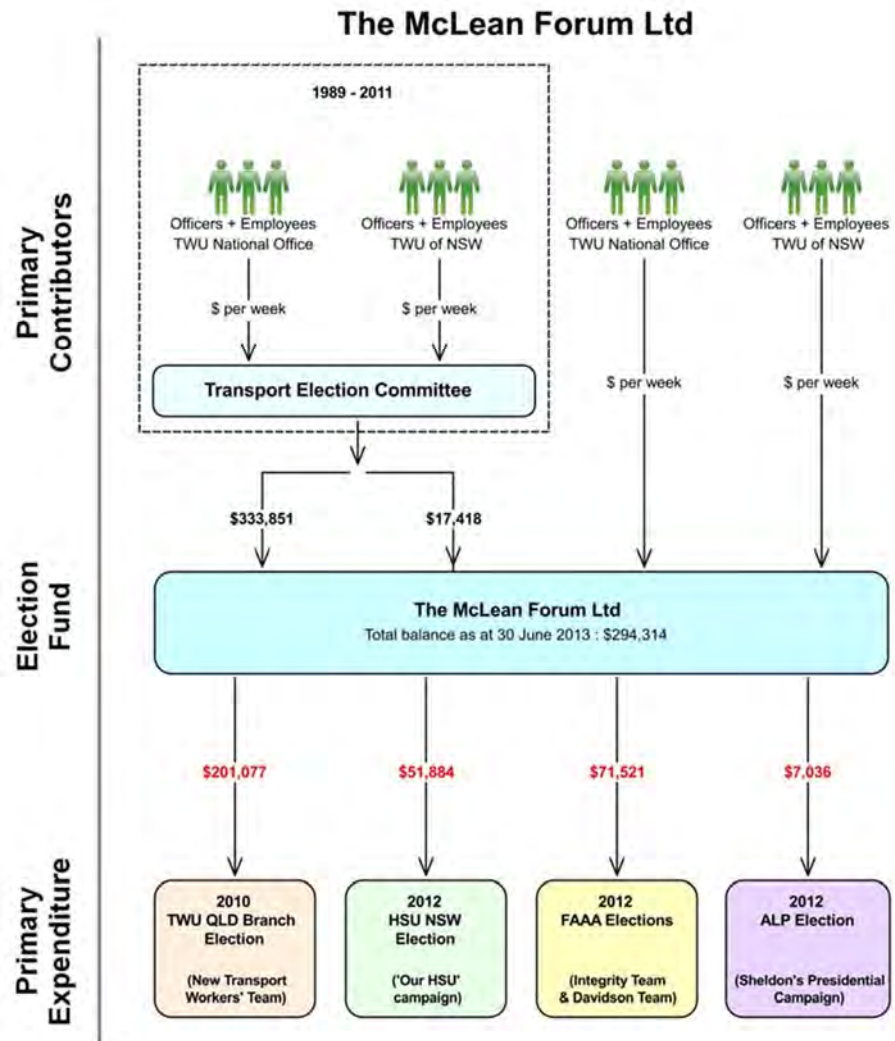 The McLean Forum Ltd
Primary
Contributors
1989 - 2011
Officers + Employees
TWU National Office
Officers + Employees
TWU of NSW
Officers + Employees
TWU National Office
Officers + Employees
TWU of NSW
$ per week
$ per week
$ per week
$ per week
Transport Election Committee
$333,851
$17,418
Election
Fund
The McLean Forum Ltd
Total balance as at 30 June 2013 : $294,314
$201,077
$51,884
$71,521
$7,036
Primary
Expenditure
2010
TWU QLD Branch
Election
(New Transport
Workers' Team)
2012
HSU NSW
Election
('Our HSU'
campaign)
2012
FAAA Elections
(Integrity Team
& Davidson Team)
2012
ALP Election
(Sheldon's Presidential
Campaign)